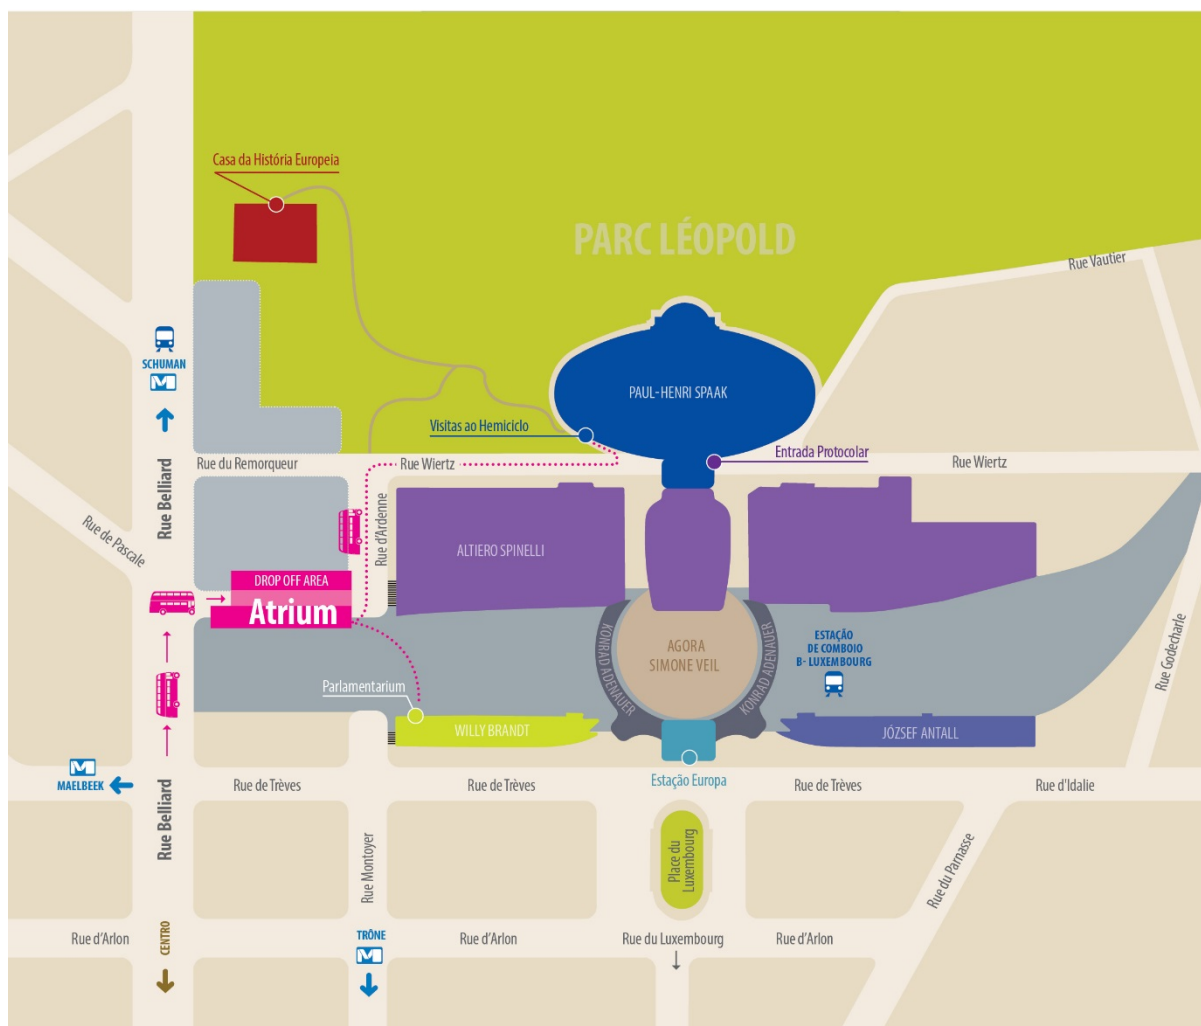 Casa da História Europeia
PARC LÉOPOLD
Rue Vautier
SCHUMAN
M
PAUL-HENRI SPAAK
Visitas ao Hemiciclo
Entrada Protocolar
Rue du Remorqueur
Rue Wiertz
Rue Wiertz
Rue Belliard
Rue de Pascale
Rue d'Ardenne
ALTIERO SPINELLI
DROP OFF AREA
Atrium
KONRAD ADENAUER
AGORA
SIMONE VEIL
KONRAD ADENAUER
ESTAÇÃO
DE COMBOIO
B- LUXEMBOURG
Rue Godecharle
Parlamentarium
WILLY BRANDT
JÓZSEF ANTALL
M
MAELBEEK
Rue Belliard
Rue de Trèves
Rue de Trèves
Estação Europa
Rue de Trèves
Rue d'Idalie
Rue Montoyer
Place du
Luxembourg
Rue du Parnasse
Rue d'Arlon
CENTRO
TRÔNE
M
Rue d'Arlon
Rue du Luxembourg
Rue d'Arlon